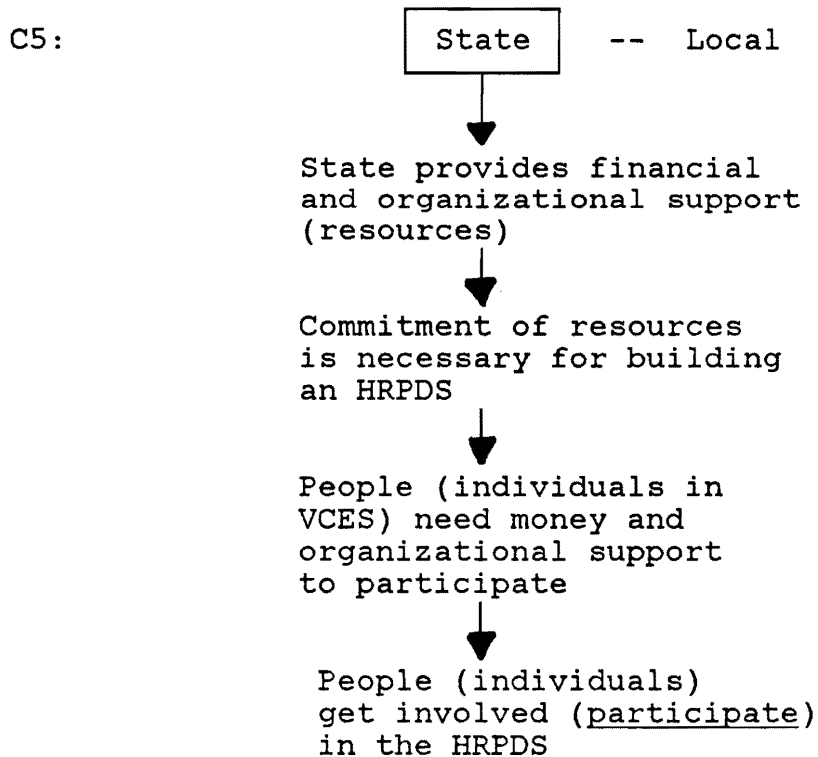 C5: State -- Local
State provides financial
and organizational support
(resources)
Commitment of resources
is necessary for building
an HRPDS
People (individuals in
VCES) need money and
organizational support
to participate
People (individuals)
get involved (participate)
in the HRPDS